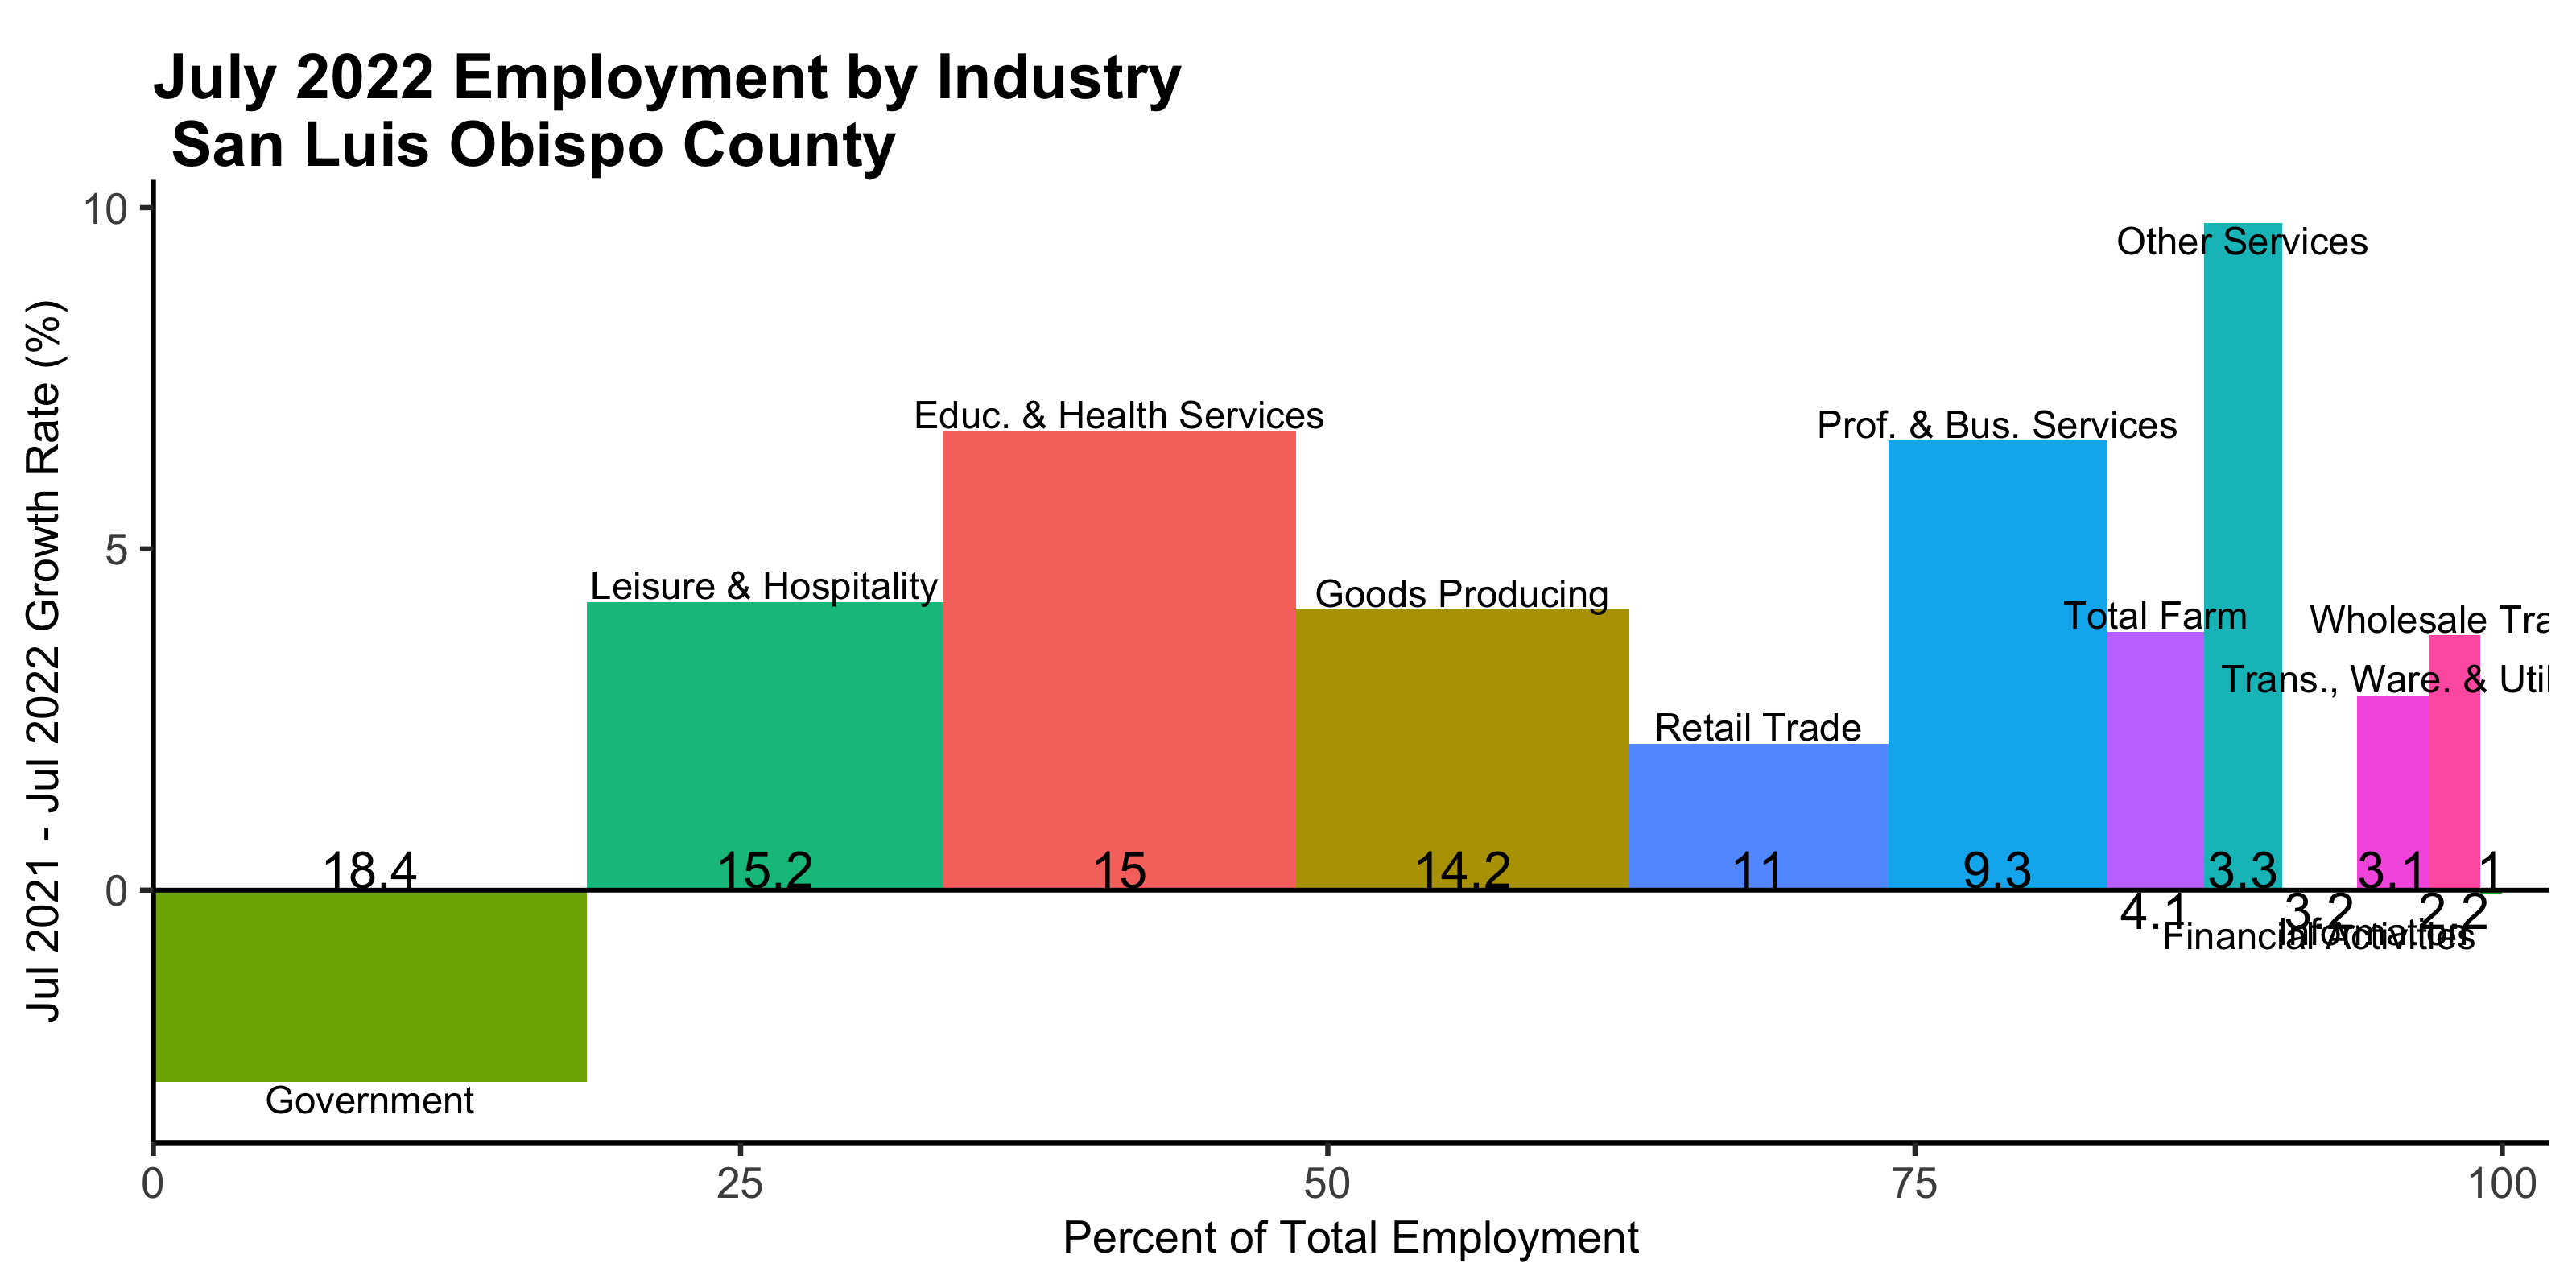 July 2022 Employment by Industry
San Luis Obispo County
Jul 2021 - Jul 2022 Growth Rate (%)
10
5
0
Other Services
Educ. & Health Services
Prof. & Bus. Services
Leisure & Hospitality
Goods Producing
Total Farm
Wholesale Tra
Trans., Ware. & Util
Retail Trade
18.4
15.2
15
14.2
11
9.3
3.3
3.1
1
4.1
3.2
2.2
Financial Activities
Information
Government
0
25
50
75
100
Percent of Total Employment